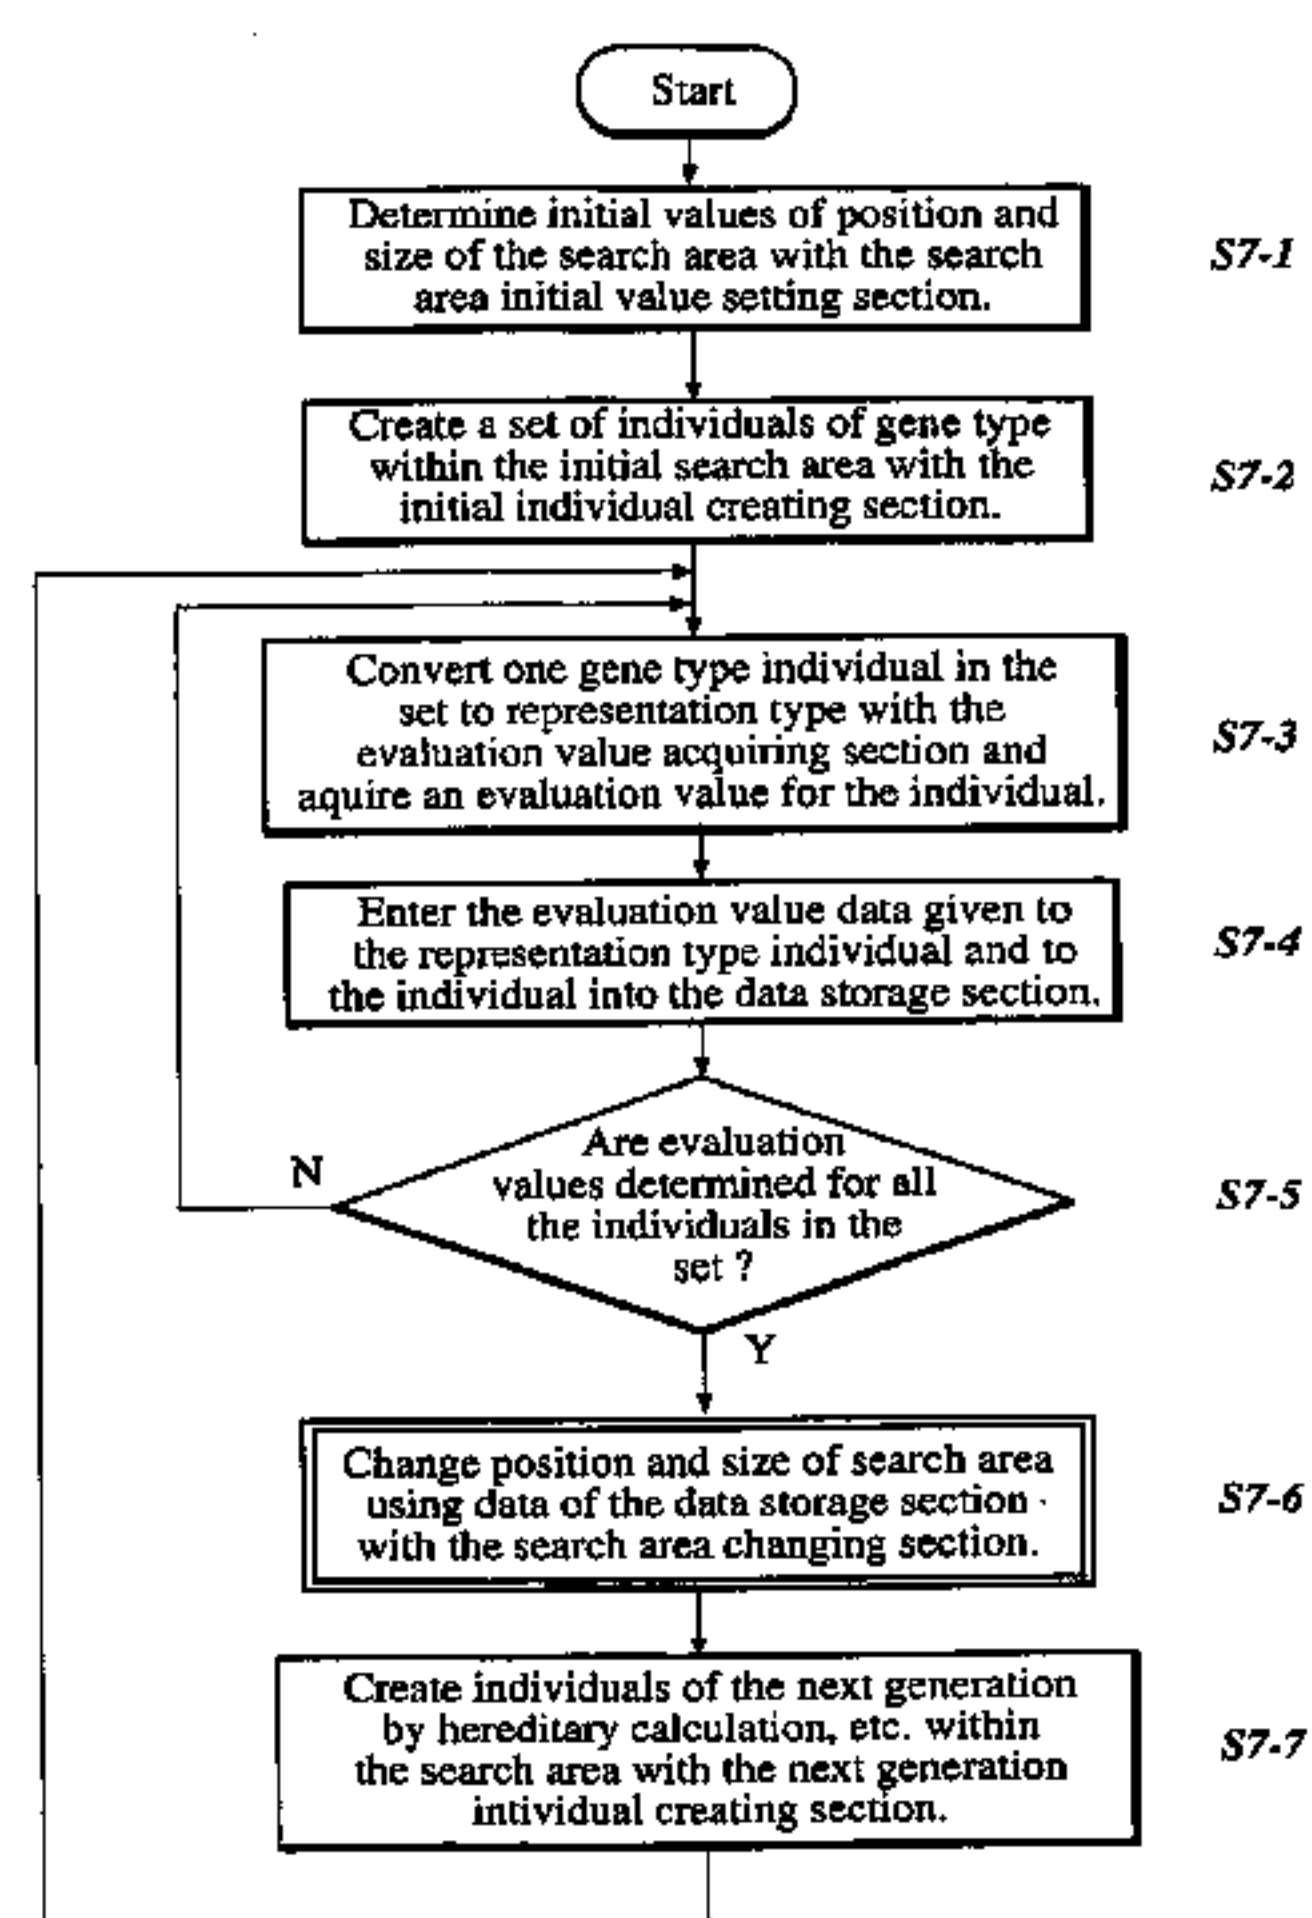 Start
Determine initial values of position and
size of the search area with the search
area initial value setting section.
S7-1
Create a set of individuals of gene type
within the initial search area with the
initial individual creating section.
S7-2
Convert one gene type individual in the
set to representation type with the
evaluation value acquiring section and
aquire an evaluation value for the individual.
S7-3
Enter the evaluation value data given to
the representation type individual and to
the individual into the data storage section.
S7-4
Are evaluation
values determined for all
the individuals in the
set ?
N
S7-5
Y
Change position and size of search area
using data of the data storage section
with the search area changing section.
S7-6
Create individuals of the next generation
by hereditary calculation, etc. within
the search area with the next generation
intividual creating section.
S7-7